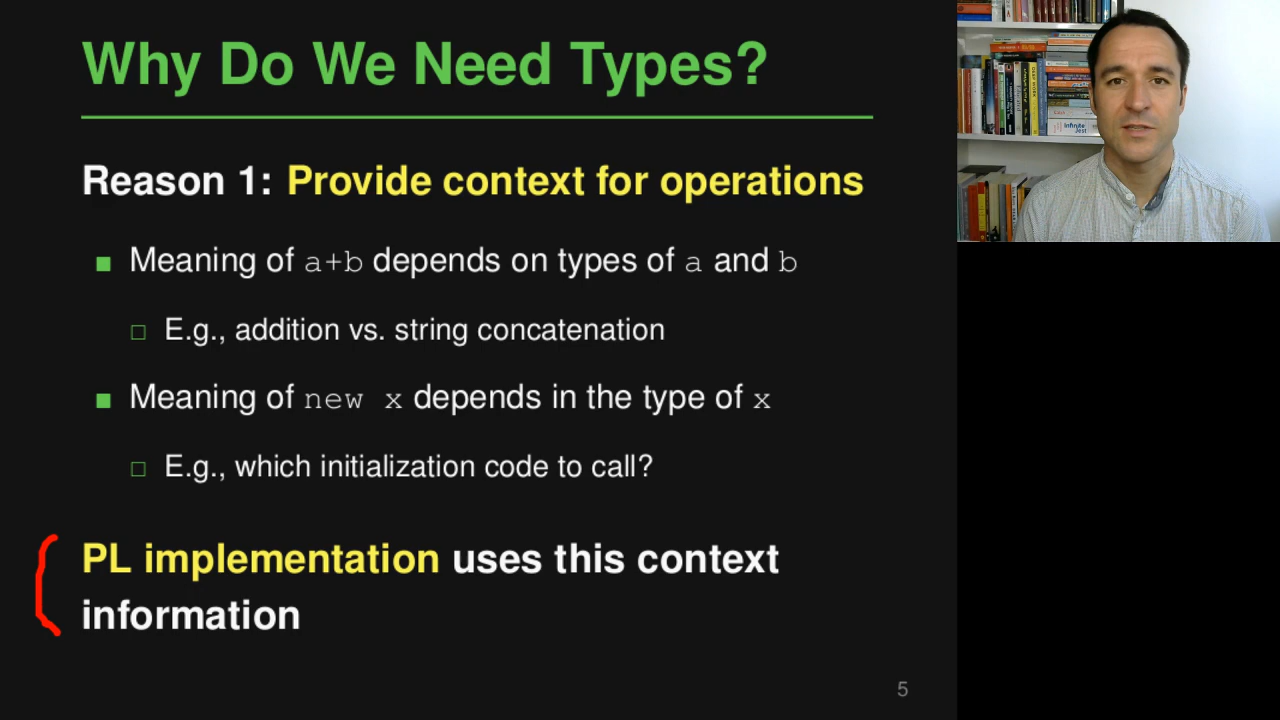 Why Do We Need Types?
Reason 1: Provide context for operations
Meaning of a+b depends on types of a and b
E.g., addition vs. string concatenation
Meaning of new x depends in the type of x
E.g., which initialization code to call?
PL implementation uses this context
information
5
Infinite
Jest